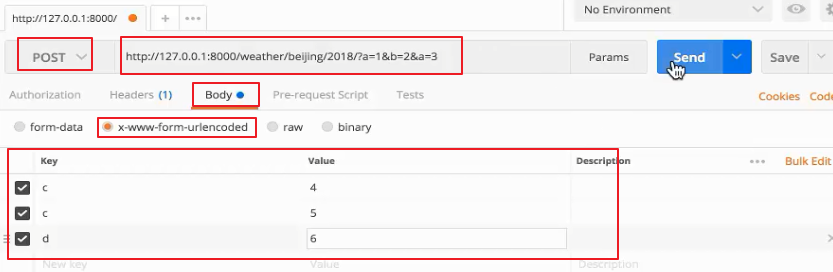 http://127.0.0.1:8000/ + ••• No Environment
POST http://127.0.0.1:8000/weather/beijing/2018/?a=1&b=2&a=3 Params Send Save
Authorization Headers (1) Body Pre-request Script Tests Cookies Code
form-data x-www-form-urlencoded raw binary
Key Value Description ••• Bulk Edit
c 4
c 5
d 6
New key Value Description